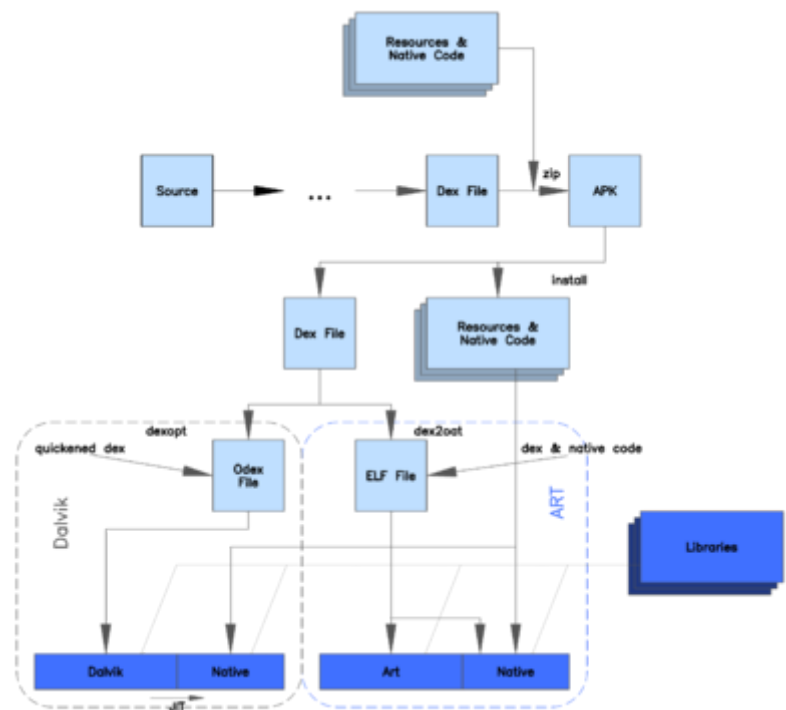 Resources &
Native Code
Source
...
Dex File
zip
APK
install
Dex File
Resources &
Native Code
dexopt
dex2oat
quickened dex
dex & native code
Odex
File
ELF File
Dalvik
ART
Libraries
Dalvik
Native
Art
Native
JIT